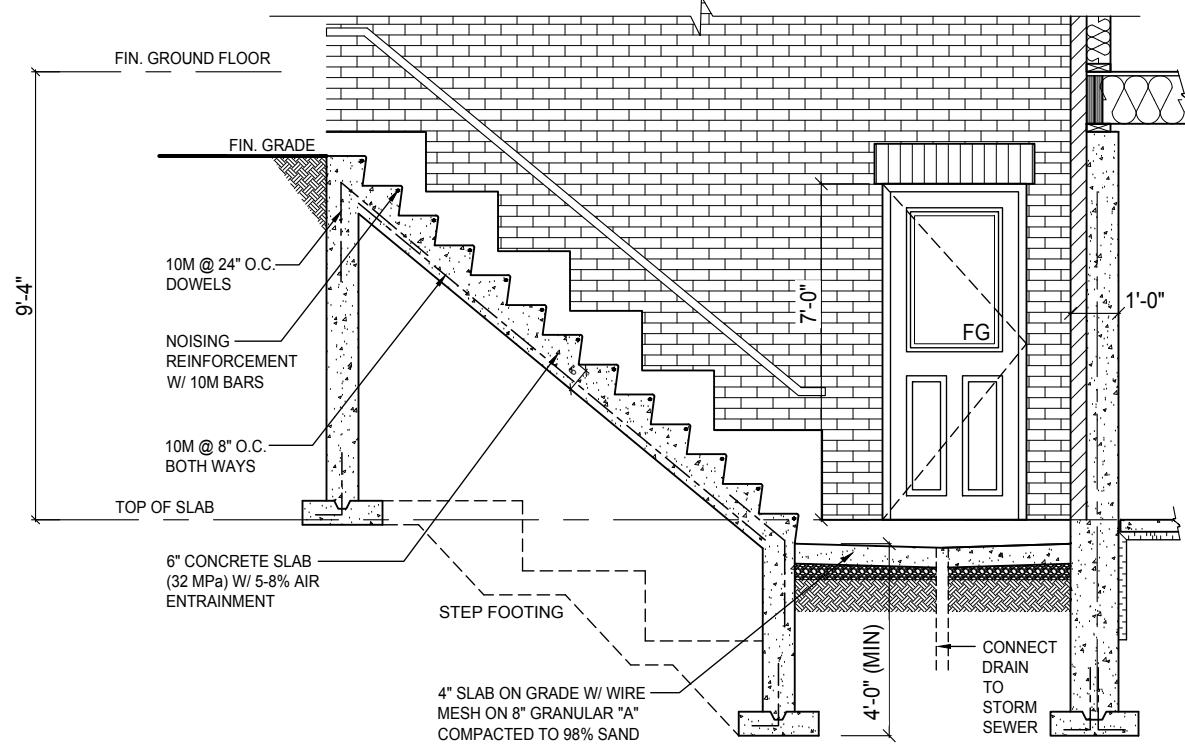 FIN. GROUND FLOOR
FIN. GRADE
9'-4"
10M @ 24" O.C.
DOWELS
NOISING
REINFORCEMENT
W/ 10M BARS
10M @ 8" O.C.
BOTH WAYS
TOP OF SLAB
6" CONCRETE SLAB
(32 MPa) W/ 5-8% AIR
ENTRAINMENT
STEP FOOTING
4" SLAB ON GRADE W/ WIRE
MESH ON 8" GRANULAR "A"
COMPACTED TO 98% SAND
7'-0"
FG
1'-0"
4'-0" (MIN)
CONNECT
DRAIN
TO
STORM
SEWER